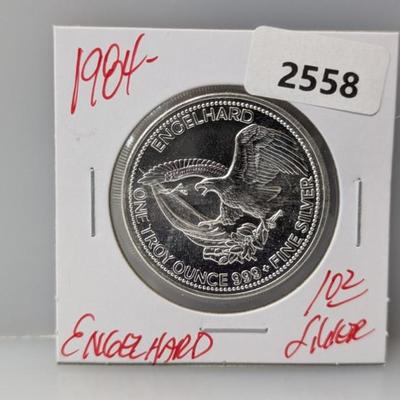 1984-
2558
ENGELHARD
ONE TROY OUNCE 999+ FINE SILVER
ENGELHARD
1oz
Silver